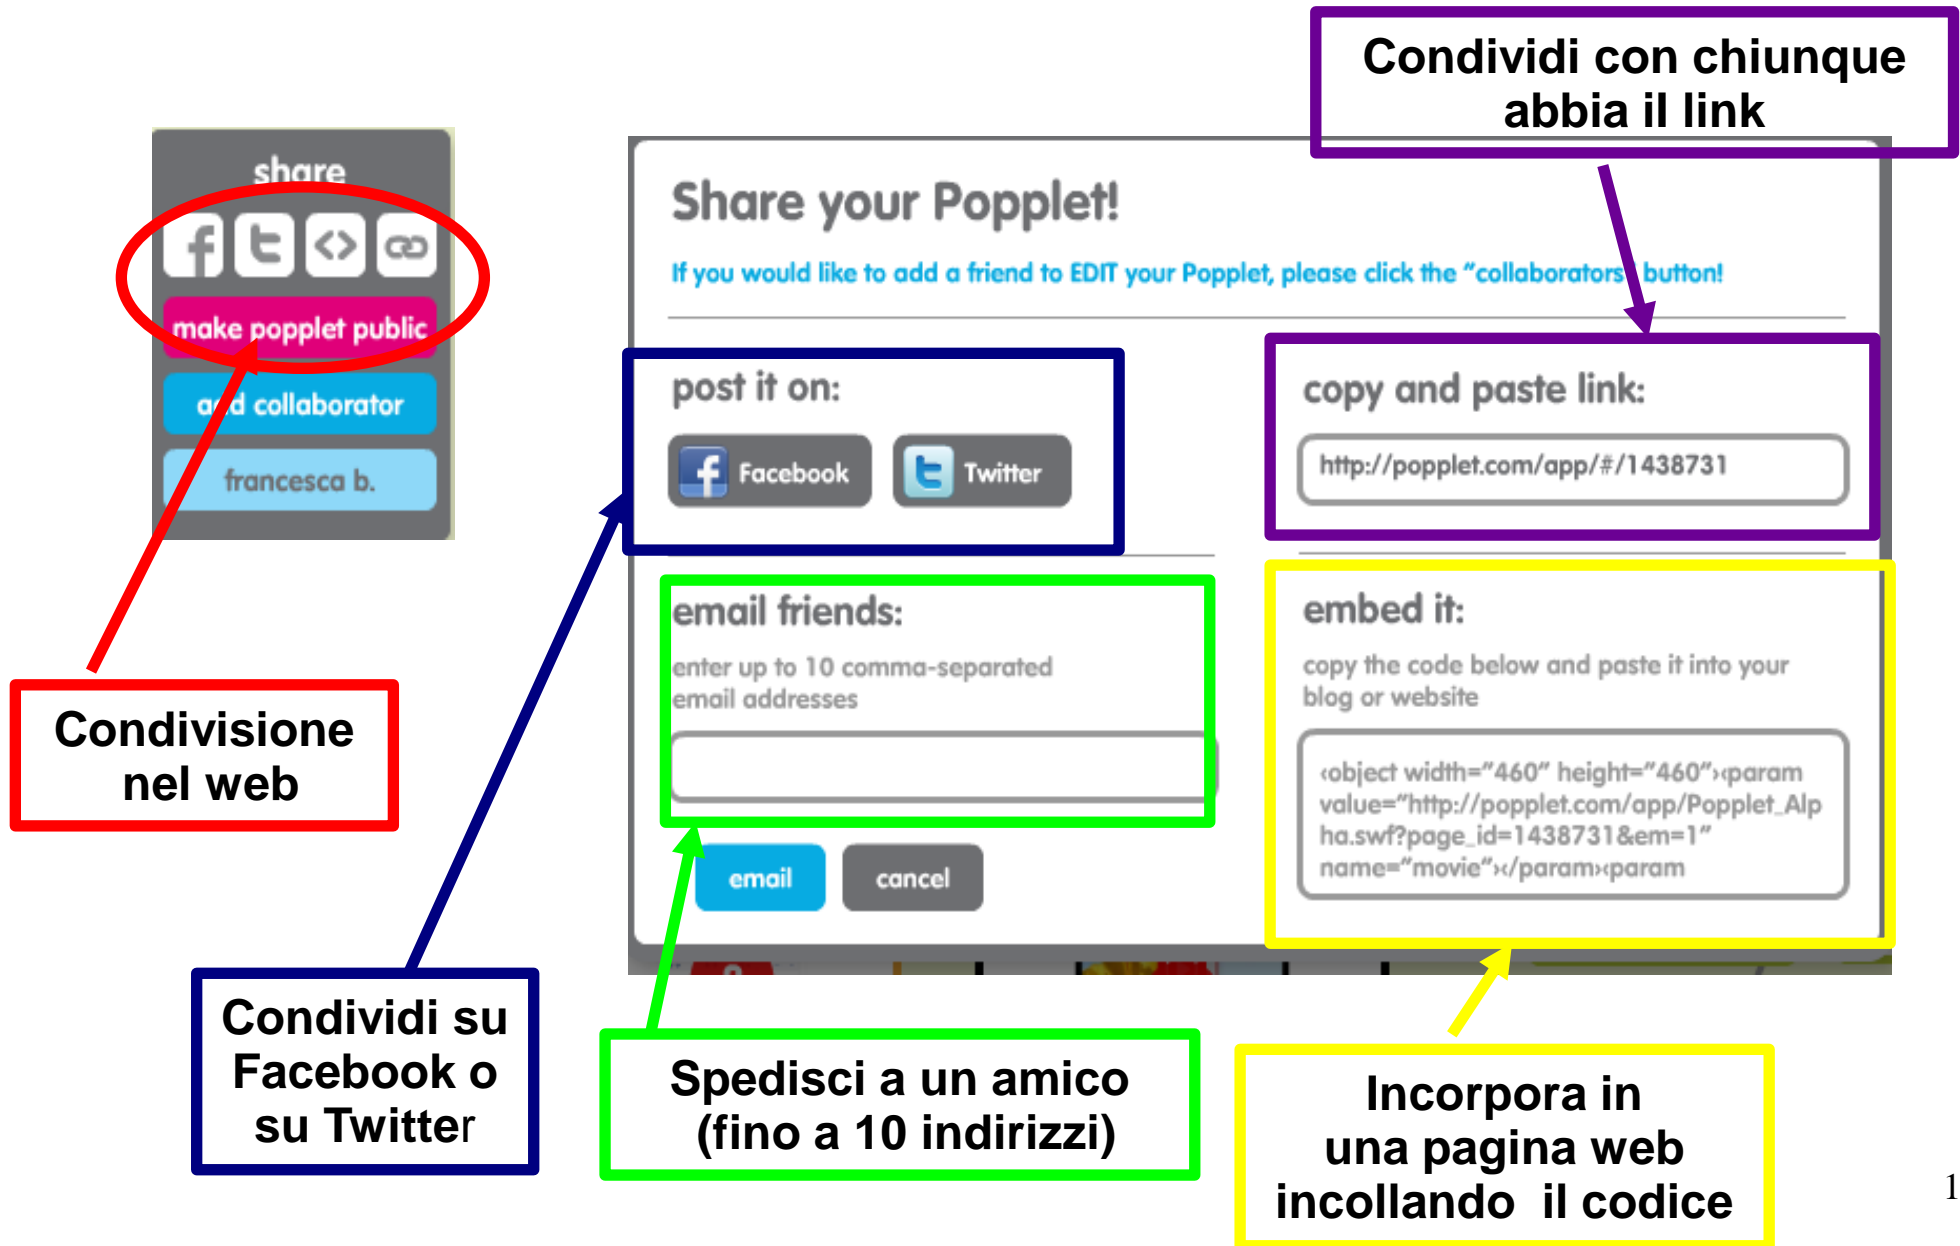 Condividi con chiunque
abbia il link
share
make popplet public
add collaborator
francesca b.
Share your Popplet!
If you would like to add a friend to EDIT your Popplet, please click the "collaborators" button!
post it on:
Facebook
Twitter
copy and paste link:
http://popplet.com/app/#/1438731
email friends:
enter up to 10 comma-separated
email addresses
email
cancel
embed it:
copy the code below and paste it into your
blog or website
<object width="460" height="460"><param
value="http://popplet.com/app/Popplet_Alp
ha.swf?page_id=1438731&em=1"
name="movie"></param><param
Condivisione
nel web
Condividi su
Facebook o
su Twitter
Spedisci a un amico
(fino a 10 indirizzi)
Incorpora in
una pagina web
incollando il codice
1